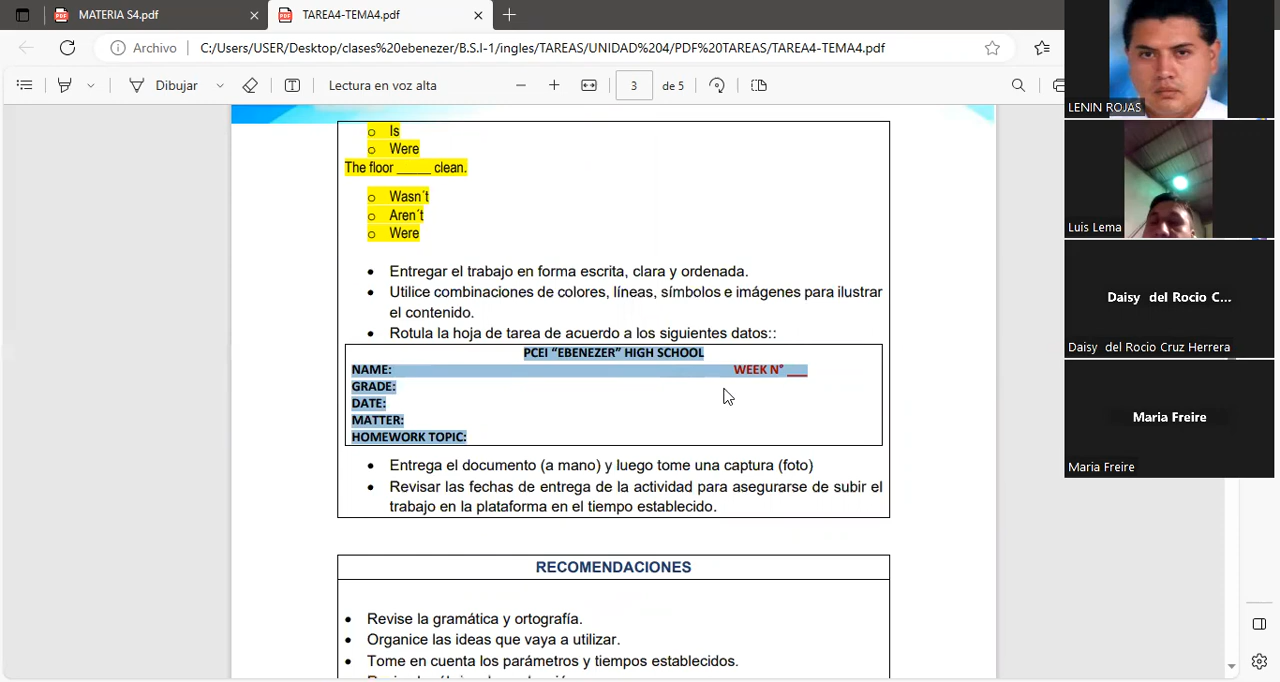 MATERIA S4.pdf
TAREA4-TEMA4.pdf
Archivo
C:/Users/USER/Desktop/clases%20ebenezer/B.S.I-1/ingles/TAREAS/UNIDAD%204/PDF%20TAREAS/TAREA4-TEMA4.pdf
Dibujar
Lectura en voz alta
3 de 5
o Is
o Were
The floor _____ clean.
o Wasn´t
o Aren´t
o Were
• Entregar el trabajo en forma escrita, clara y ordenada.
• Utilice combinaciones de colores, líneas, símbolos e imágenes para ilustrar
el contenido.
• Rotula la hoja de tarea de acuerdo a los siguientes datos::
PCEI “EBENEZER” HIGH SCHOOL
NAME: WEEK N° ___
GRADE:
DATE:
MATTER:
HOMEWORK TOPIC:
• Entrega el documento (a mano) y luego tome una captura (foto)
• Revisar las fechas de entrega de la actividad para asegurarse de subir el
trabajo en la plataforma en el tiempo establecido.
RECOMENDACIONES
• Revise la gramática y ortografía.
• Organice las ideas que vaya a utilizar.
• Tome en cuenta los parámetros y tiempos establecidos.
LENIN ROJAS
Luis Lema
Daisy del Rocio C...
Daisy del Rocio Cruz Herrera
Maria Freire
Maria Freire